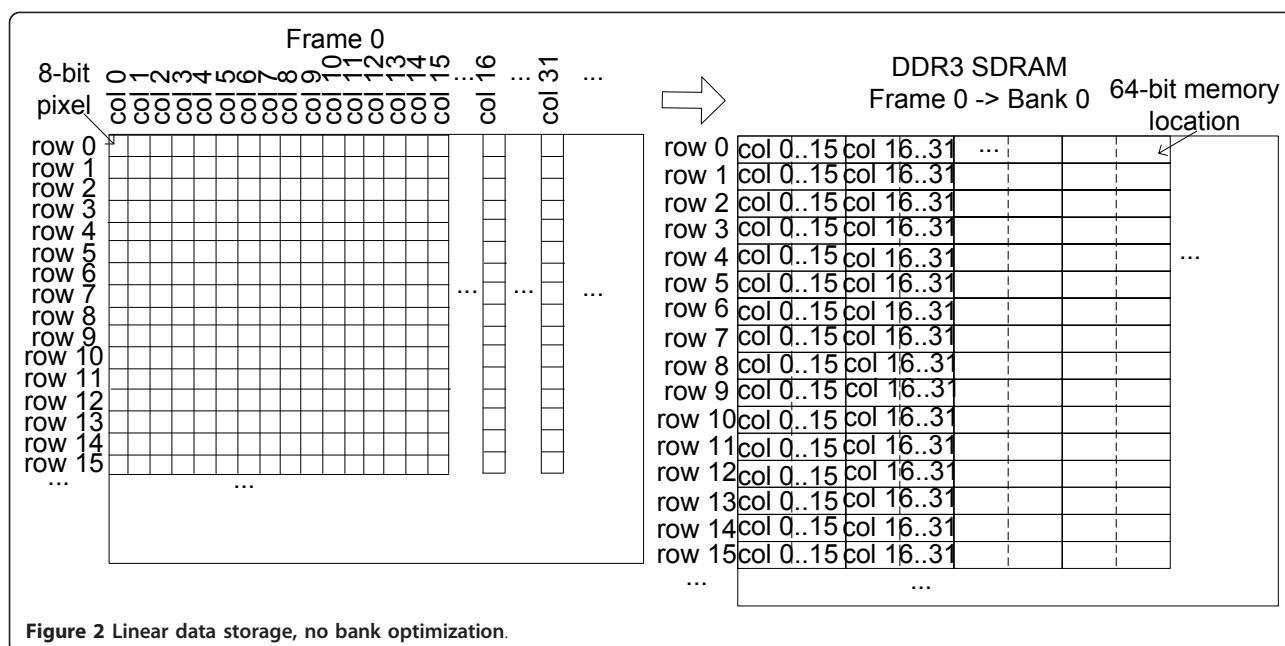 Frame 0
8-bit pixel
col 0 col 1 col 2 col 3 col 4 col 5 col 6 col 7 col 8 col 9 col 10 col 11 col 12 col 13 col 14 col 15 ... col 16 ... col 31 ...
row 0
row 1
row 2
row 3
row 4
row 5
row 6
row 7 ... ... ...
row 8
row 9
row 10
row 11
row 12
row 13
row 14
row 15
... ...
DDR3 SDRAM
Frame 0 -> Bank 0
64-bit memory
location
row 0 col 0..15 col 16..31 ...
row 1 col 0..15 col 16..31
row 2 col 0..15 col 16..31
row 3 col 0..15 col 16..31
row 4 col 0..15 col 16..31 ...
row 5 col 0..15 col 16..31
row 6 col 0..15 col 16..31
row 7 col 0..15 col 16..31
row 8 col 0..15 col 16..31
row 9 col 0..15 col 16..31
row 10 col 0..15 col 16..31
row 11 col 0..15 col 16..31
row 12 col 0..15 col 16..31
row 13 col 0..15 col 16..31
row 14 col 0..15 col 16..31
row 15 col 0..15 col 16..31
... ...
Figure 2 Linear data storage, no bank optimization.